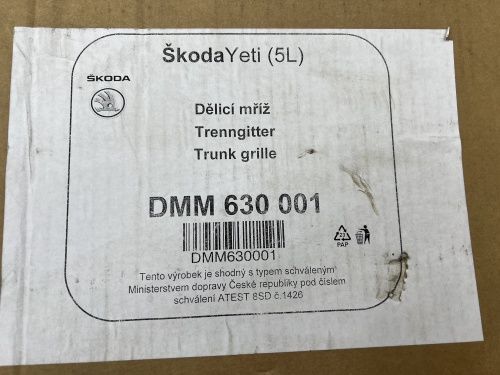 ŠkodaYeti (5L)
ŠKODA
Dělicí mříž
Trenngitter
Trunk grille
DMM 630 001
DMM630001
PAP
Tento výrobek je shodný s typem schváleným
Ministerstvem dopravy České republiky pod číslem
schválení ATEST 8SD č.1426